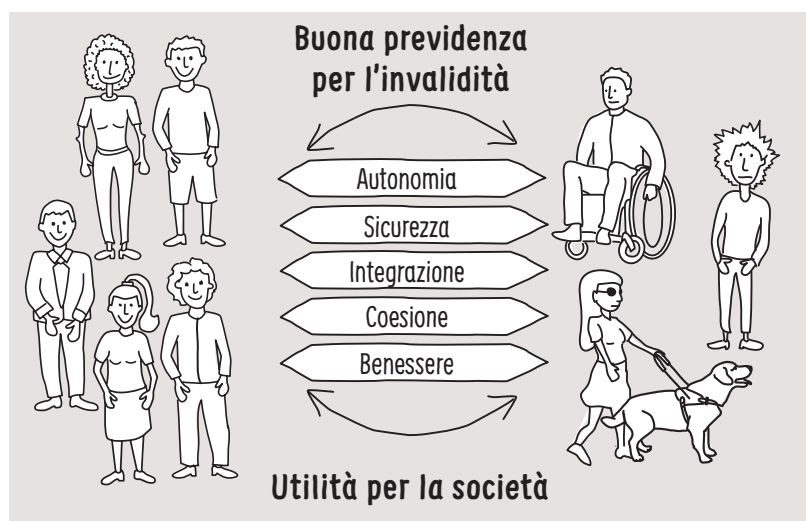 Buona previdenza
per l'invalidità
Autonomia
Sicurezza
Integrazione
Coesione
Benessere
Utilità per la società